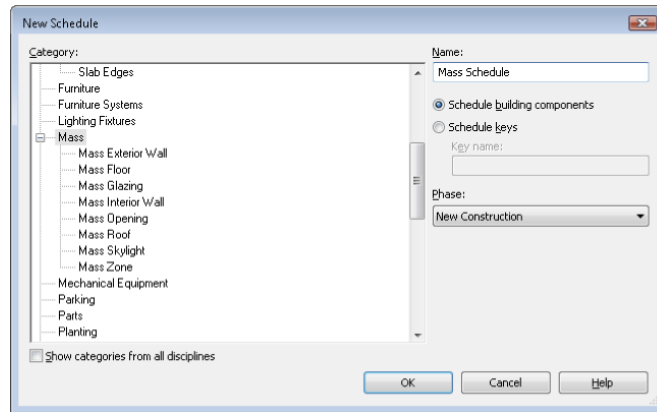 New Schedule
Category:
Slab Edges
Furniture
Furniture Systems
Lighting Fixtures
Mass
Mass Exterior Wall
Mass Floor
Mass Glazing
Mass Interior Wall
Mass Opening
Mass Roof
Mass Skylight
Mass Zone
Mechanical Equipment
Parking
Parts
Planting
Show categories from all disciplines
Name:
Mass Schedule
Schedule building components
Schedule keys
Key name:
Phase:
New Construction
OK Cancel Help